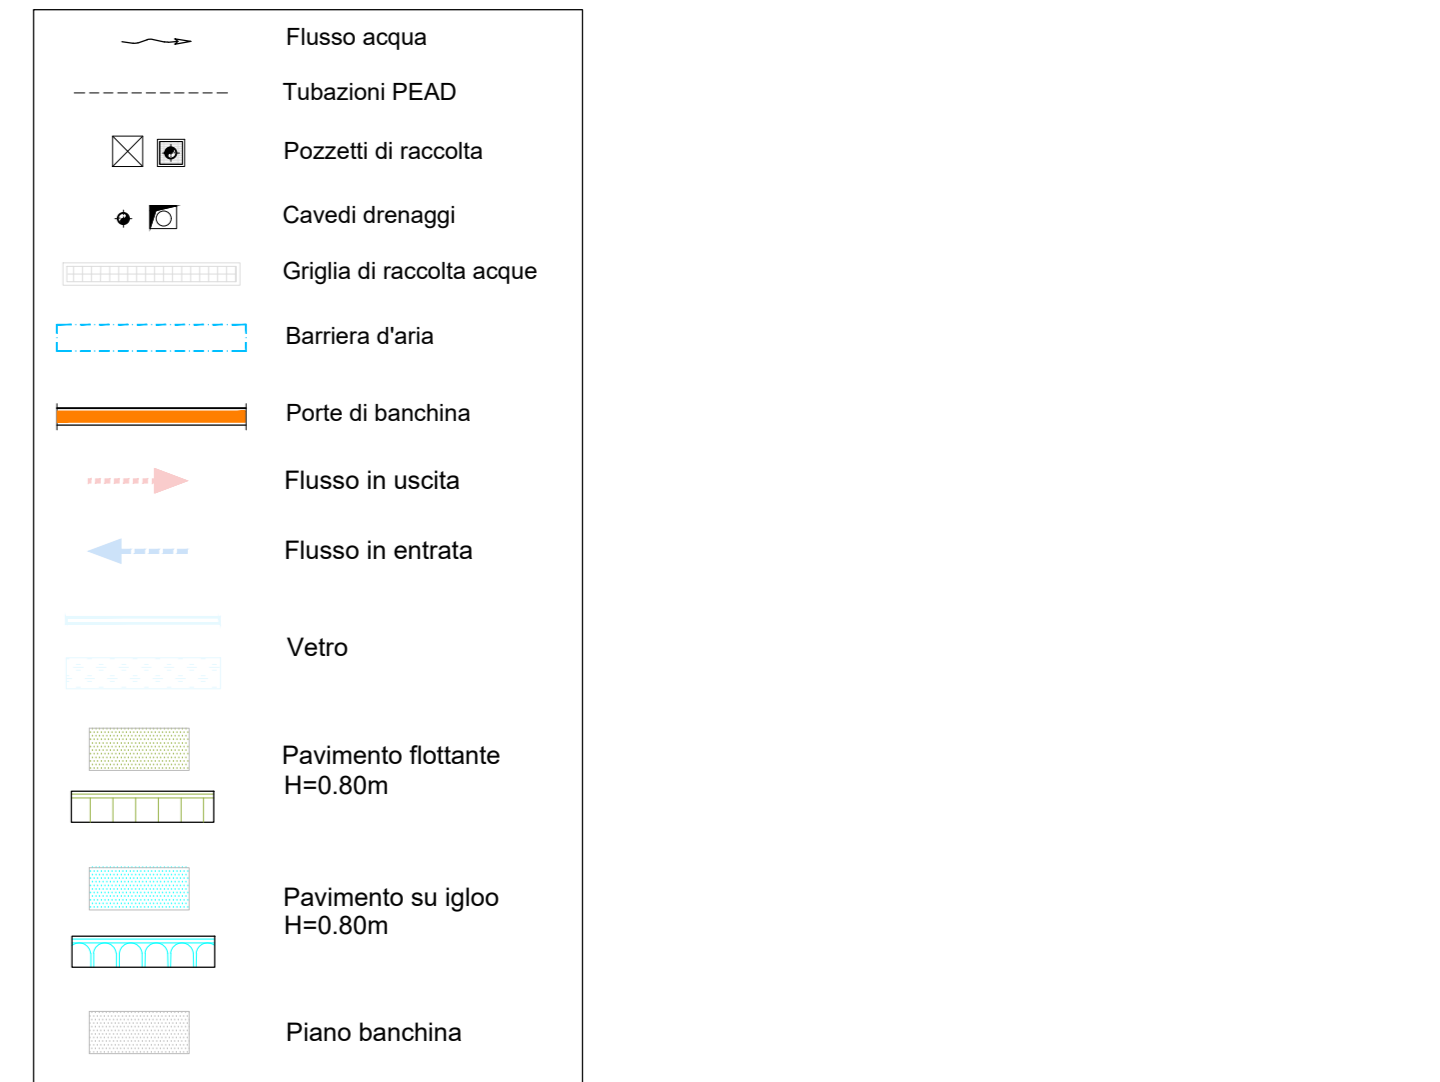 Flusso acqua
Tubazioni PEAD
Pozzetti di raccolta
Cavedi drenaggi
Griglia di raccolta acque
Barriera d'aria
Porte di banchina
Flusso in uscita
Flusso in entrata
Vetro
Pavimento flottante
H=0.80m
Pavimento su igloo
H=0.80m
Piano banchina